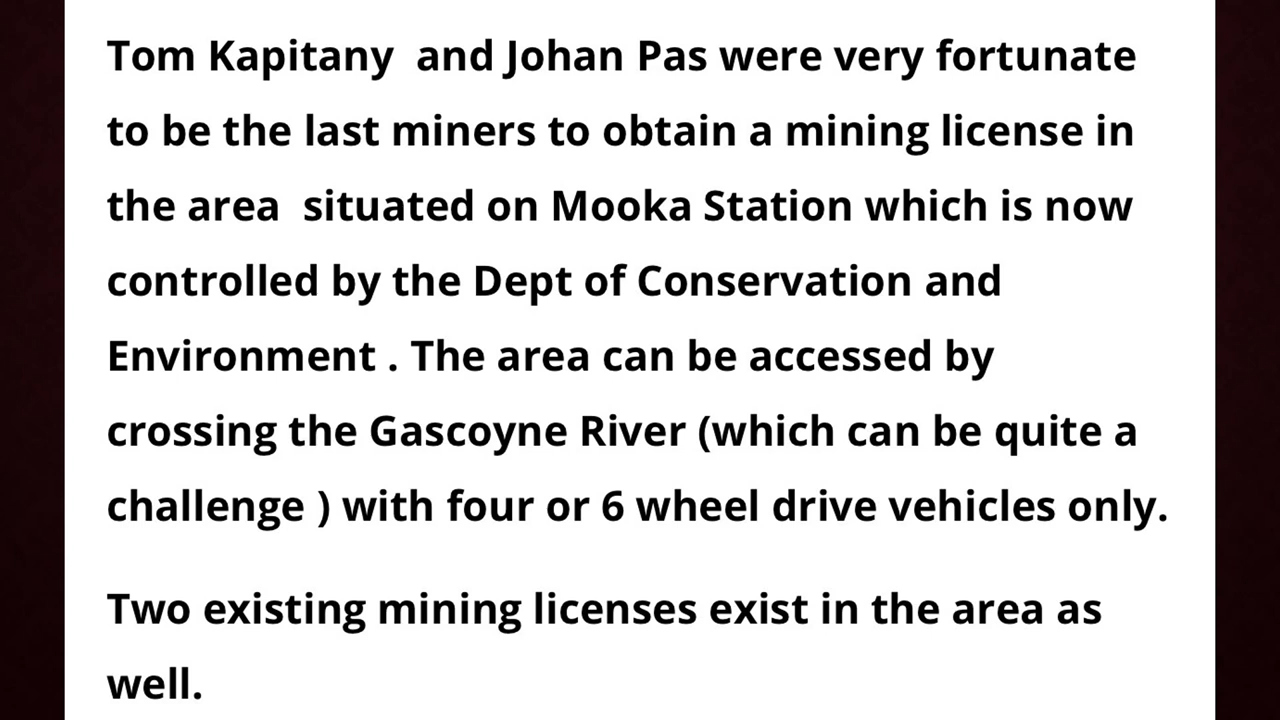 Tom Kapitany  and Johan Pas were very fortunate
to be the last miners to obtain a mining license in
the area  situated on Mooka Station which is now
controlled by the Dept of Conservation and
Environment . The area can be accessed by
crossing the Gascoyne River (which can be quite a
challenge ) with four or 6 wheel drive vehicles only.
Two existing mining licenses exist in the area as
well.